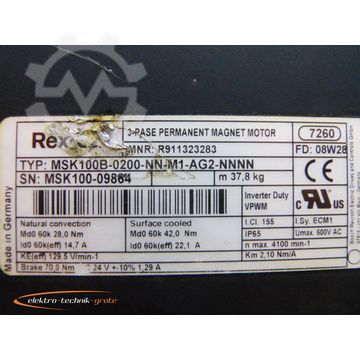 Rex
3-PASE PERMANENT MAGNET MOTOR
7260
MNR: R911323283
FD: 08W28
TYP: MSK100B-0200-NN-M1-AG2-NNNN
SN: MSK100-09864
m 37,8 kg
Made in Germany
Natural convection
Md0 60k 28,0 Nm
Id0 60k(eff) 14,7 A
KE(eff) 129,5 V/min-1
Brake 70,0 Nm 24 V +-10% 1,29 A
Surface cooled
Md0 60k 42,0 Nm
Id0 60k(eff) 22,1 A
Inverter Duty
VPWM
I.Cl. 155
I.Sy. ECM1
IP65
Umax. 600V AC
n max. 4100 min-1
Km 2,10 Nm/A
C US
elektro-technik-grote